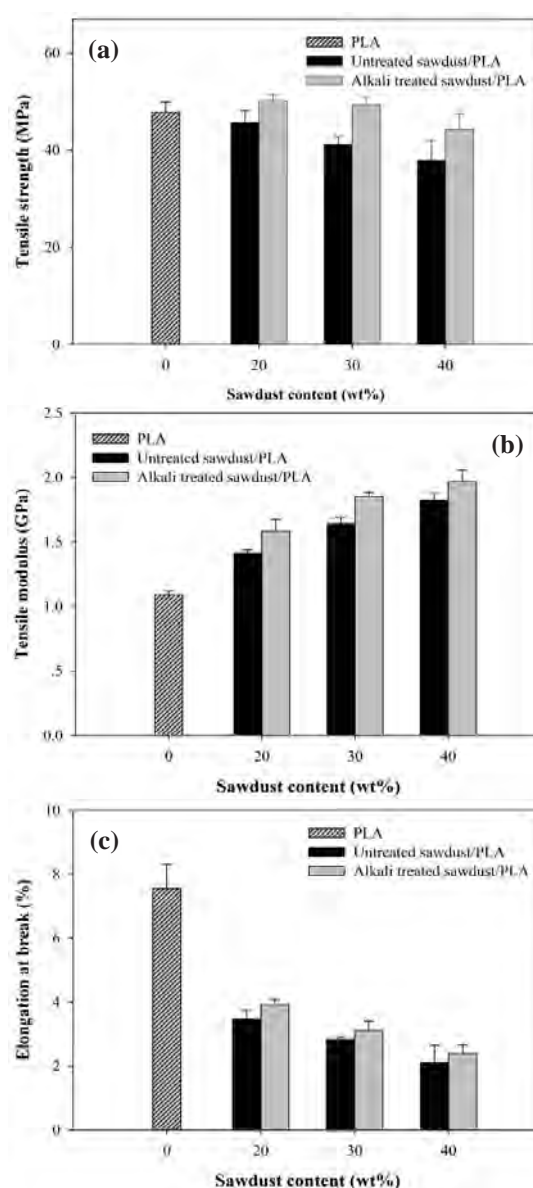 (a)
PLA
Untreated sawdust/PLA
Alkali treated sawdust/PLA
Tensile strength (MPa)
60
40
20
0
0 20 30 40
Sawdust content (wt%)
(b)
PLA
Untreated sawdust/PLA
Alkali treated sawdust/PLA
Tensile modulus (GPa)
2.5
2.0
1.5
1.0
.5
0.0
0 20 30 40
Sawdust content (wt%)
(c)
PLA
Untreated sawdust/PLA
Alkali treated sawdust/PLA
Elongation at break (%)
10
8
6
4
2
0
0 20 30 40
Sawdust content (wt%)